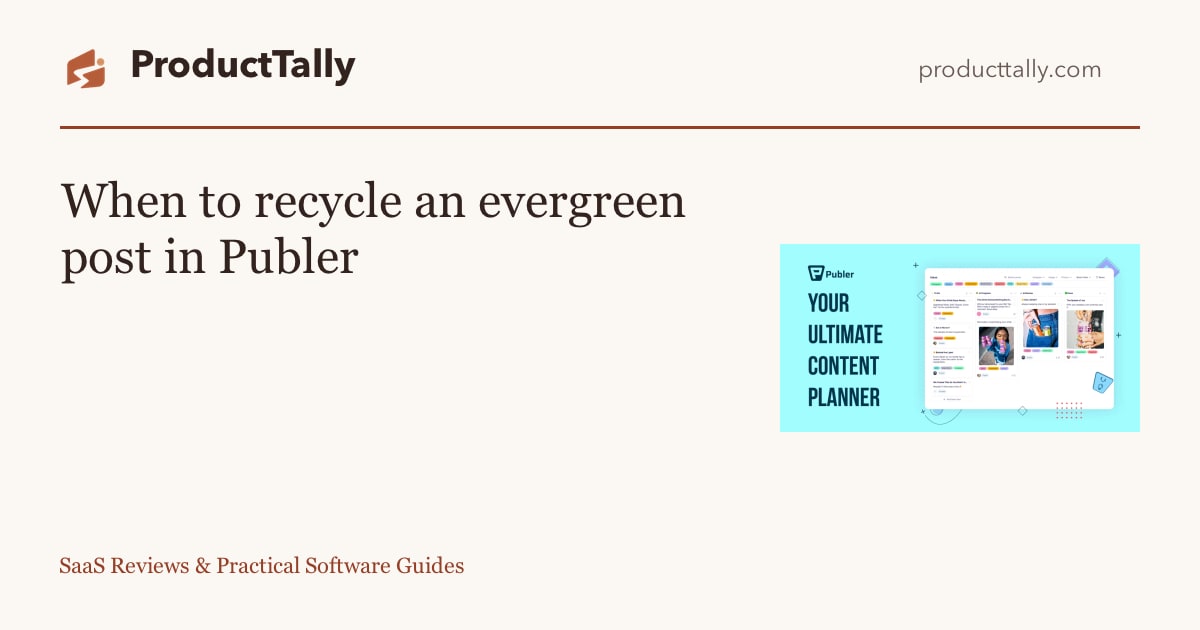 ProductTally
producttally.com
When to recycle an evergreen
post in Publer
Publer
YOUR
ULTIMATE
CONTENT
PLANNER
SaaS Reviews & Practical Software Guides